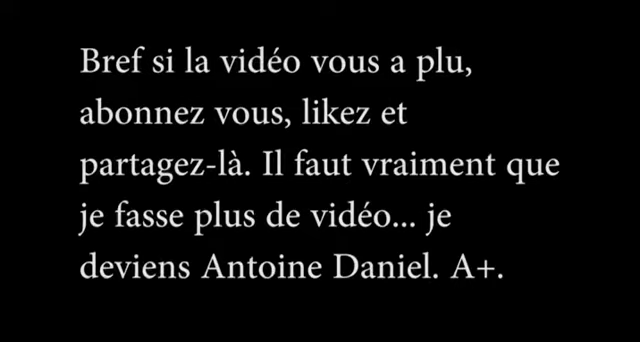 Bref si la vidéo vous a plu,
abonnez vous, likez et
partagez-là. Il faut vraiment que
je fasse plus de vidéo... je
deviens Antoine Daniel. A+.